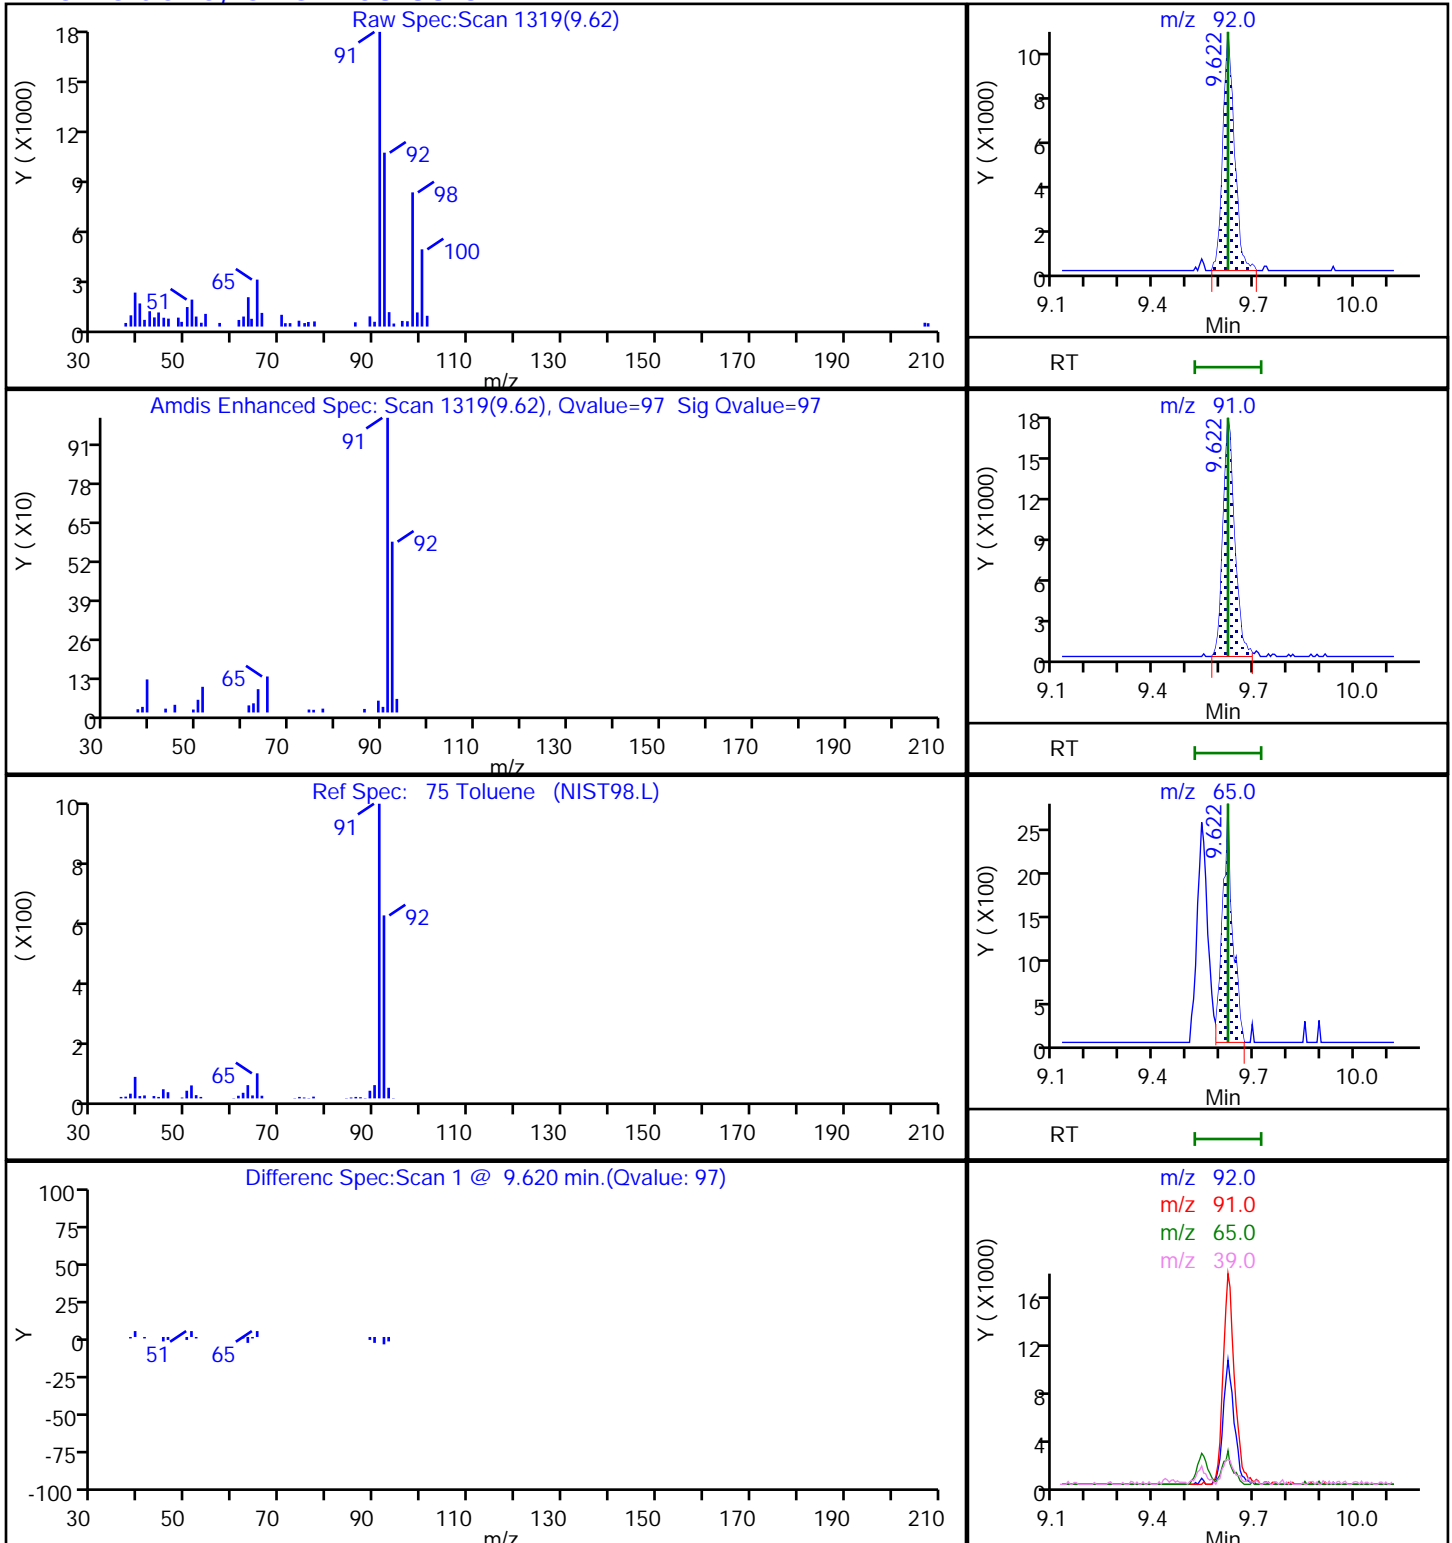 Raw Spec:Scan 1319(9.62)
Y ( X1000)
18
15
12
9
6
3
0
91
92
98
100
65
51
30 50 70 90 110 130 150 170 190 210
m/z
m/z 92.0
Y ( X1000)
10
8
6
4
2
0
9.622
9.1 9.4 9.7 10.0
Min
RT
Amdis Enhanced Spec: Scan 1319(9.62), Qvalue=97 Sig Qvalue=97
Y ( X10)
91
78
65
52
39
26
13
0
91
92
65
30 50 70 90 110 130 150 170 190 210
m/z
m/z 91.0
Y ( X1000)
18
15
12
9
6
3
0
9.622
9.1 9.4 9.7 10.0
Min
RT
Ref Spec: 75 Toluene (NIST98.L)
( X100)
10
8
6
4
2
0
91
92
65
30 50 70 90 110 130 150 170 190 210
m/z 65.0
Y ( X100)
25
20
15
10
5
0
9.622
9.1 9.4 9.7 10.0
Min
RT
Differenc Spec:Scan 1 @ 9.620 min.(Qvalue: 97)
Y
100
75
50
25
0
-25
-50
-75
-100
51
65
30 50 70 90 110 130 150 170 190 210
m/z
m/z 92.0
m/z 91.0
m/z 65.0
m/z 39.0
Y ( X1000)
16
12
8
4
0
9.1 9.4 9.7 10.0
Min